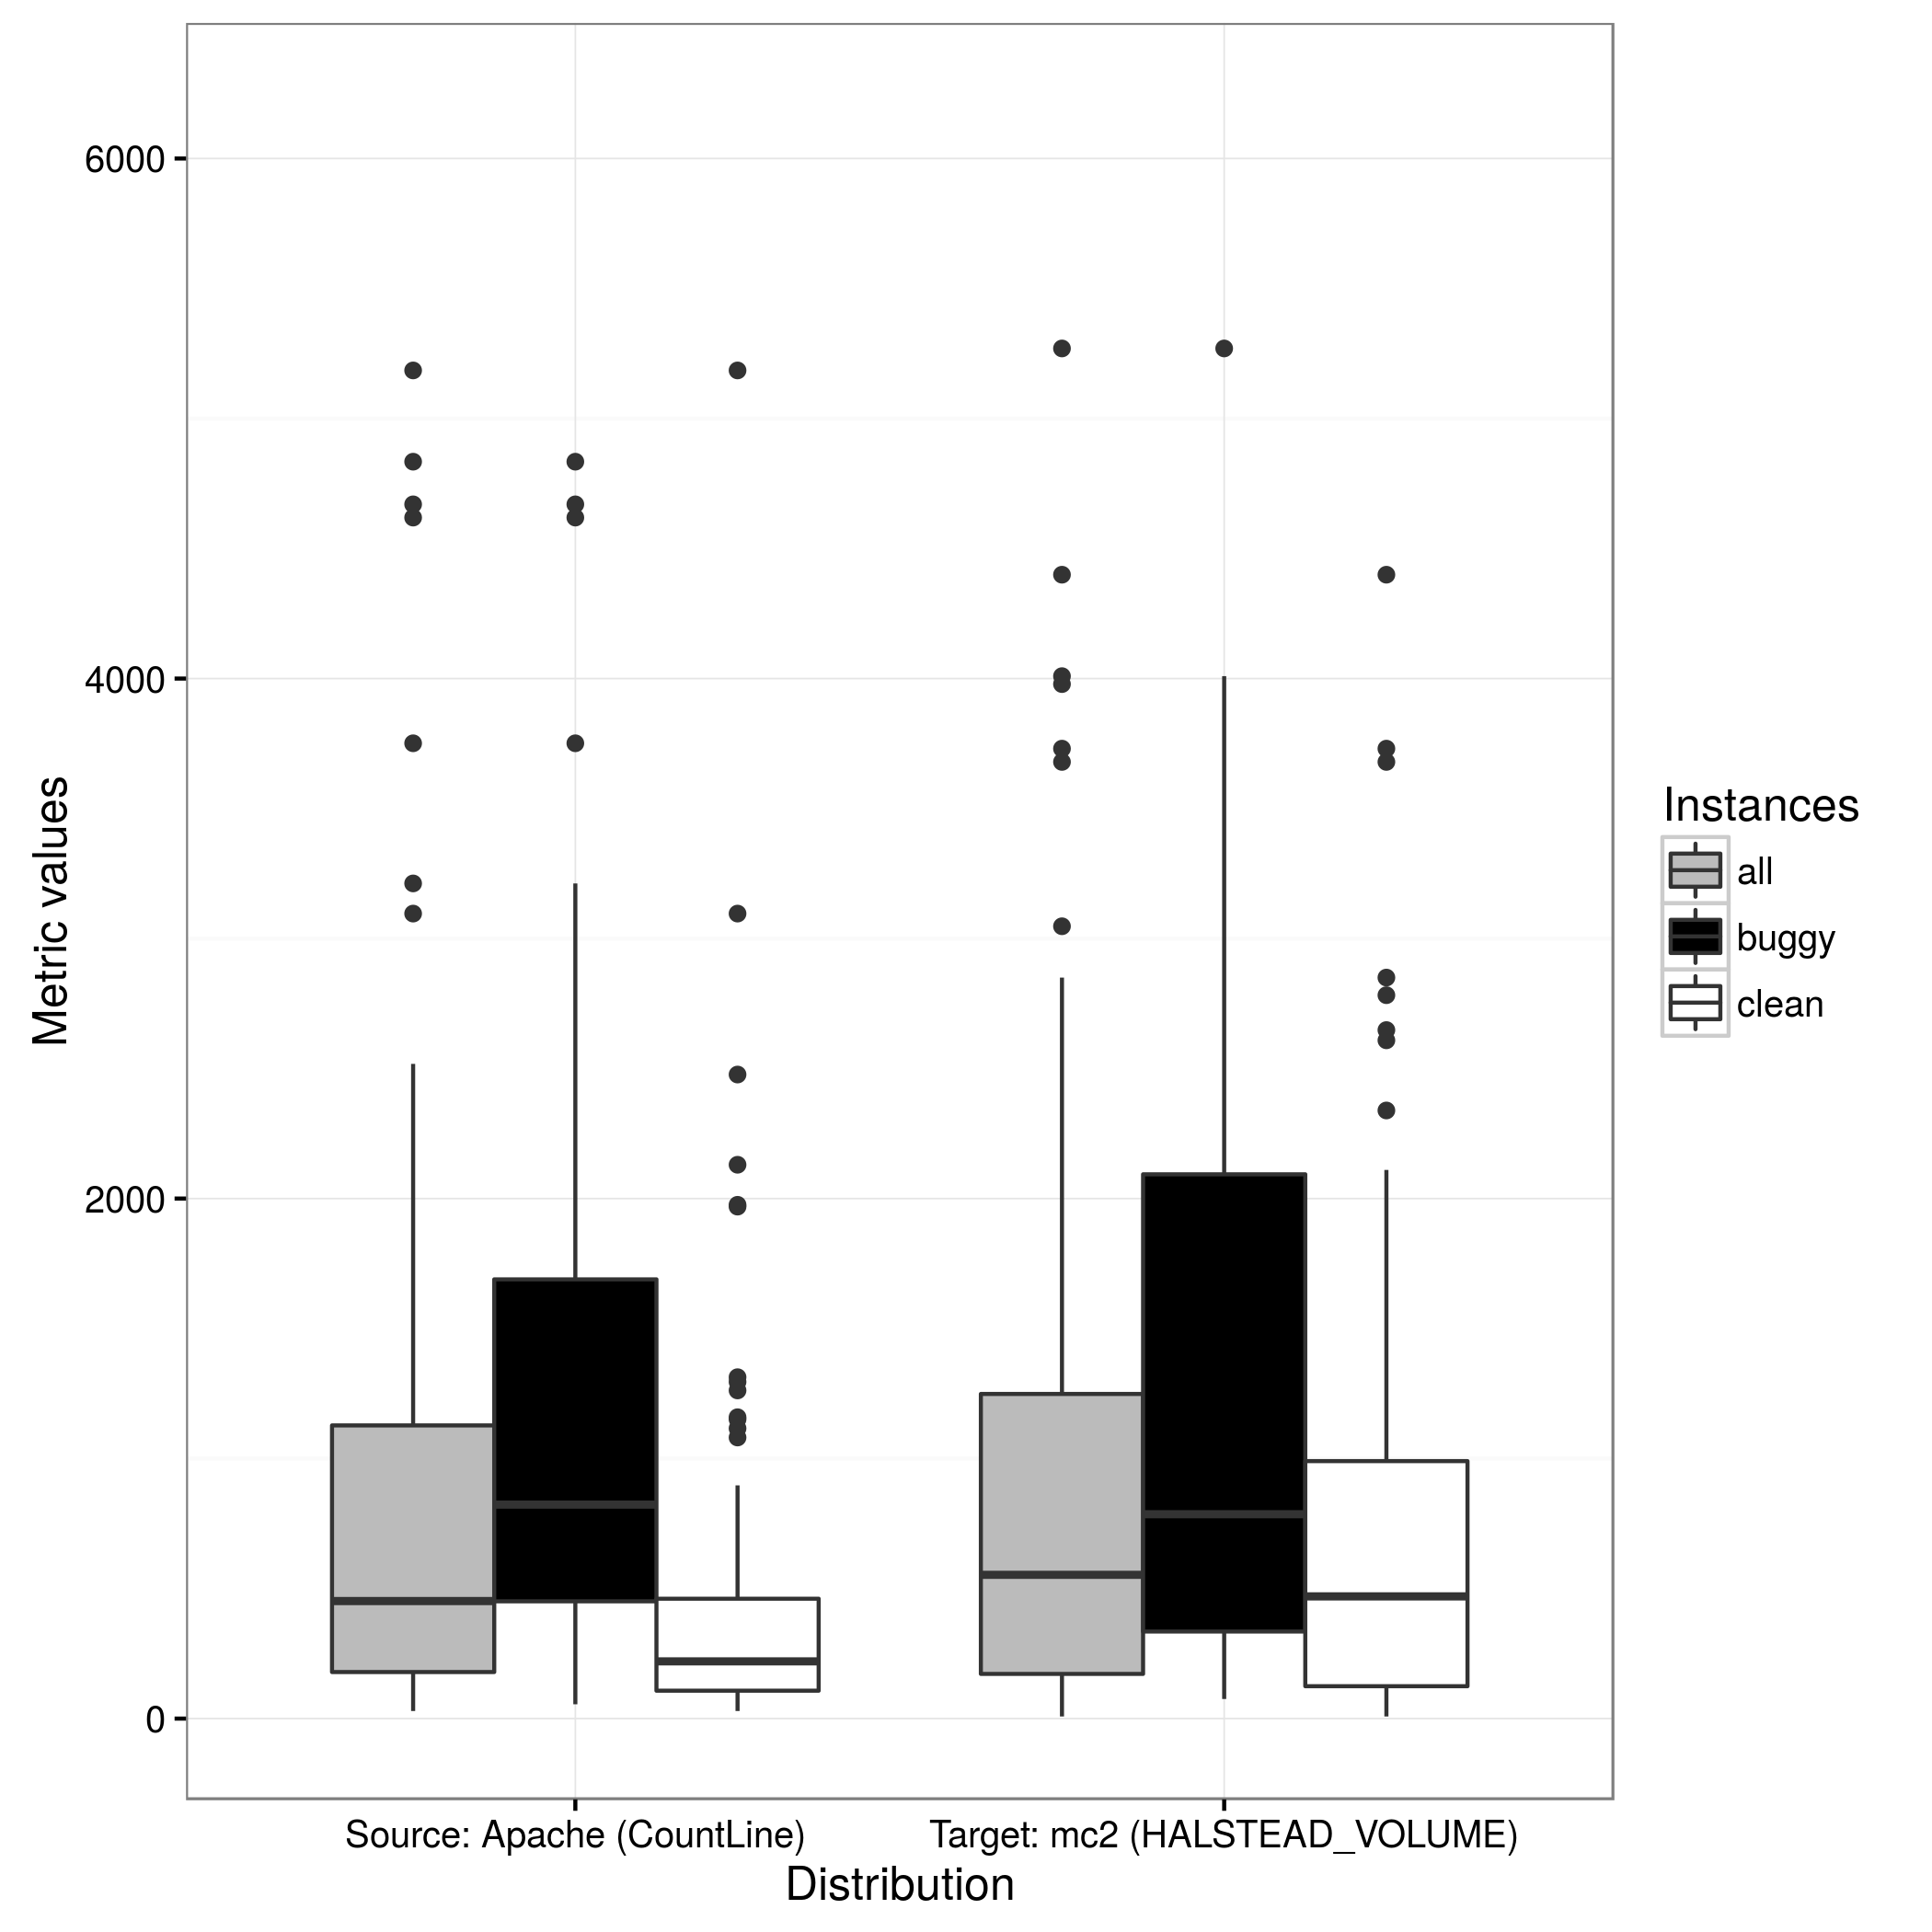 6000
4000
2000
0
Metric values
Source: Apache (CountLine)
Target: mc2 (HALSTEAD_VOLUME)
Distribution
Instances
all
buggy
clean